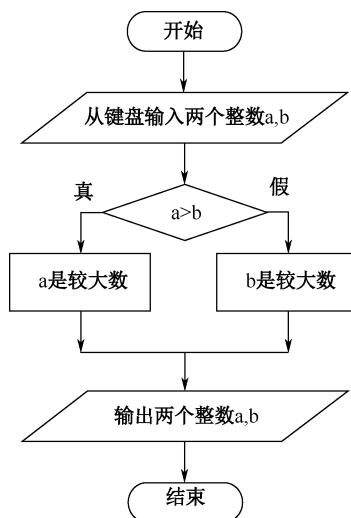 开始
从键盘输入两个整数a,b
真
假
a>b
a是较大数
b是较大数
输出两个整数a,b
结束